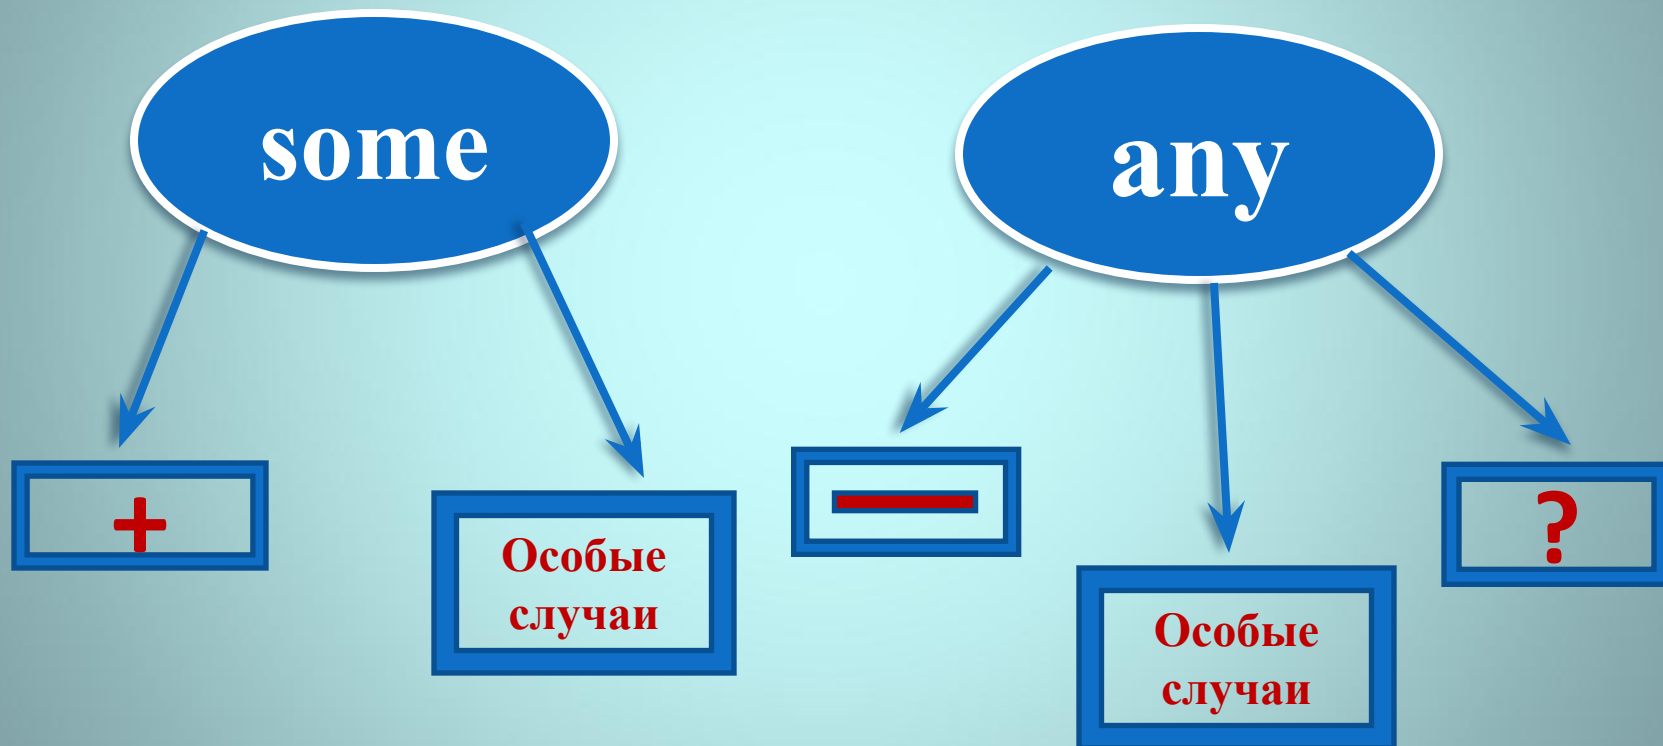 some
any
+
Особые
случаи
—
Особые
случаи
?